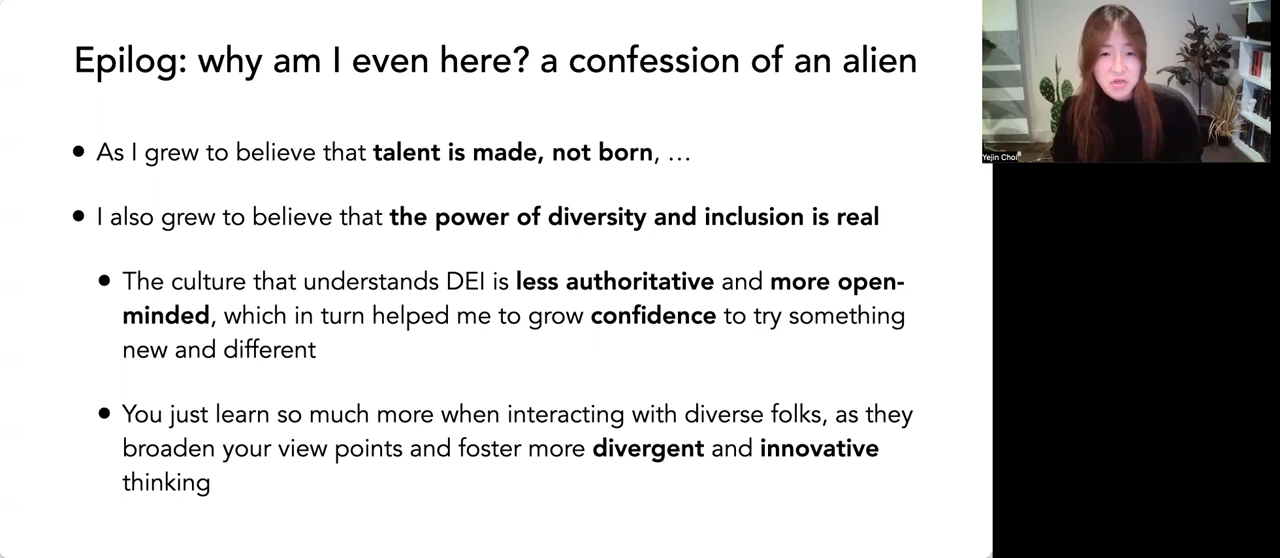 Epilog: why am I even here? a confession of an alien
• As I grew to believe that talent is made, not born, …
• I also grew to believe that the power of diversity and inclusion is real
• The culture that understands DEI is less authoritative and more open-
minded, which in turn helped me to grow confidence to try something
new and different
• You just learn so much more when interacting with diverse folks, as they
broaden your view points and foster more divergent and innovative
thinking
Yejin Choi